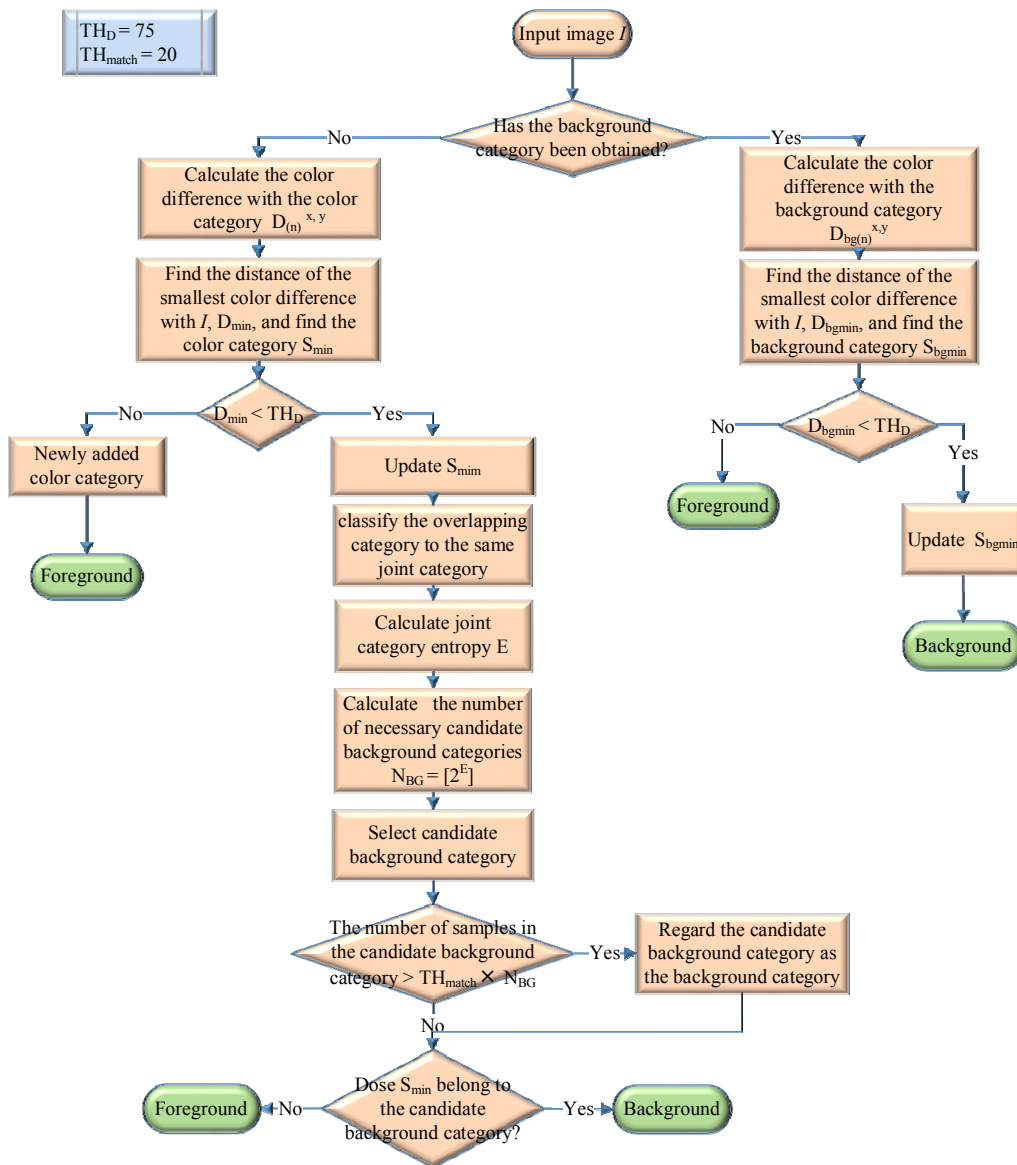 TH_D = 75
TH_match = 20
Input image I
Has the background
category been obtained?
No
Yes
Calculate the color
difference with the color
category D_(n)^x, y
Find the distance of the
smallest color difference
with I, D_min, and find the
color category S_min
D_min < TH_D
No
Yes
Newly added
color category
Foreground
Update S_mim
classify the overlapping
category to the same
joint category
Calculate joint
category entropy E
Calculate the number
of necessary candidate
background categories
N_BG = [2^E]
Select candidate
background category
The number of samples in
the candidate background
category > TH_match × N_BG
Yes
Regard the candidate
background category as
the background category
No
Dose S_min belong to
the candidate
background category?
No
Foreground
Yes
Background
Calculate the color
difference with the
background category
D_bg(n)^x,y
Find the distance of the
smallest color difference
with I, D_bgmin, and find the
background category S_bgmin
D_bgmin < TH_D
No
Yes
Foreground
Update S_bgmin
Background